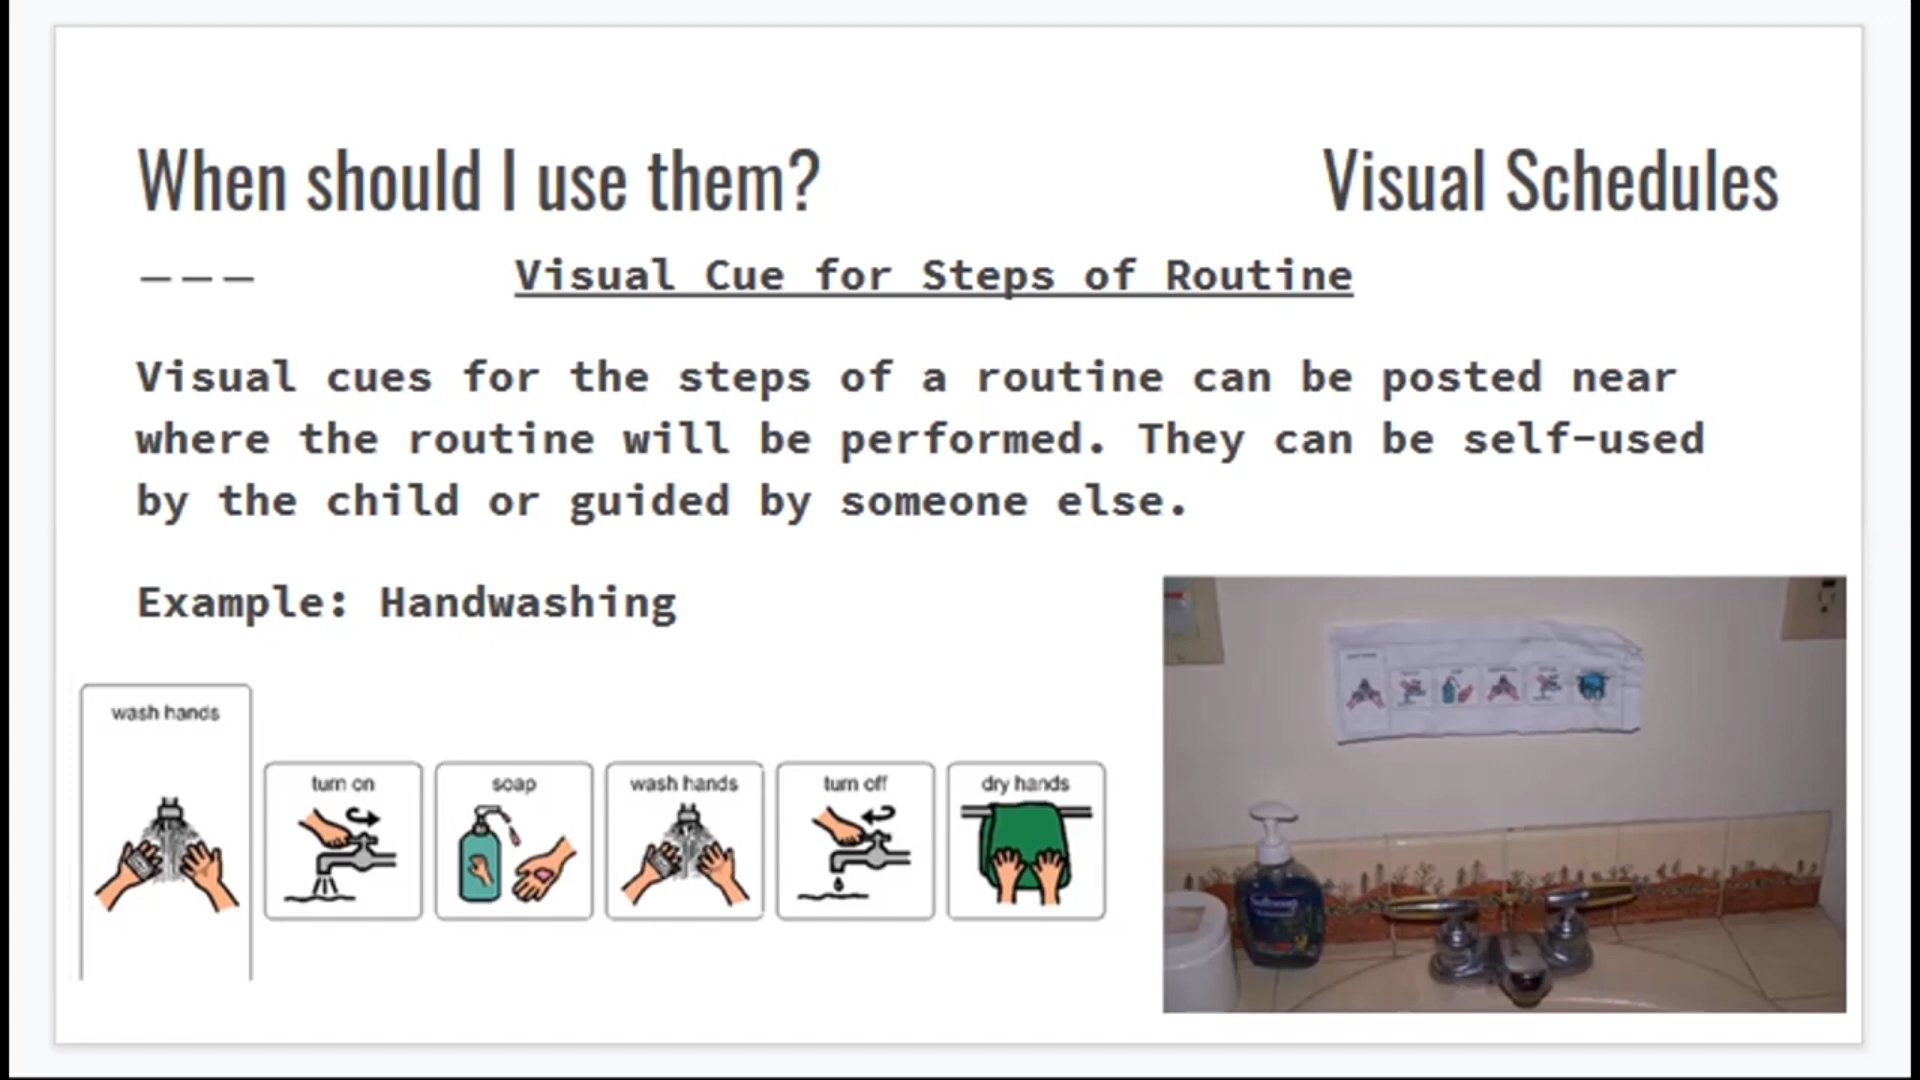 When should I use them?
Visual Schedules
Visual Cue for Steps of Routine
Visual cues for the steps of a routine can be posted near
where the routine will be performed. They can be self-used
by the child or guided by someone else.
Example: Handwashing
wash hands
turn on
soap
wash hands
turn off
dry hands